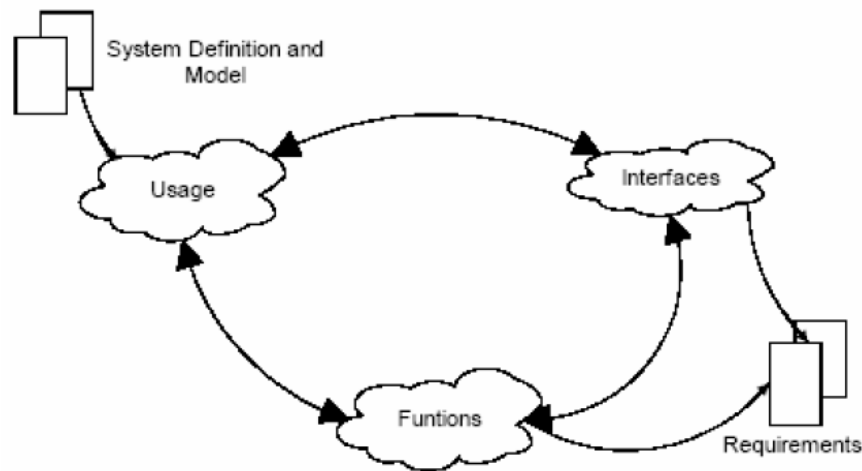 System Definition and
Model
Usage
Interfaces
Funtions
Requirements